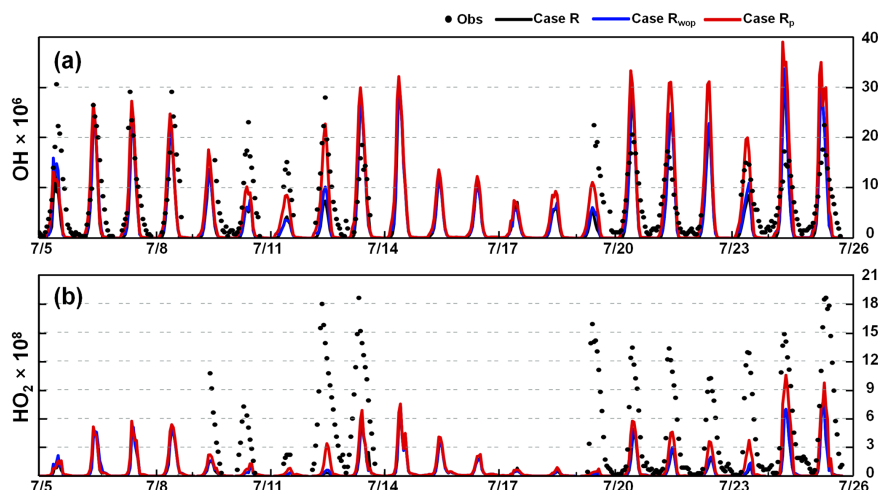 Obs Case R Case Rwop Case Rp
(a)
OH × 10⁶
40
30
20
10
0
7/5 7/8 7/11 7/14 7/17 7/20 7/23 7/26
(b)
HO₂ × 10⁸
21
18
15
12
9
6
3
0
7/5 7/8 7/11 7/14 7/17 7/20 7/23 7/26